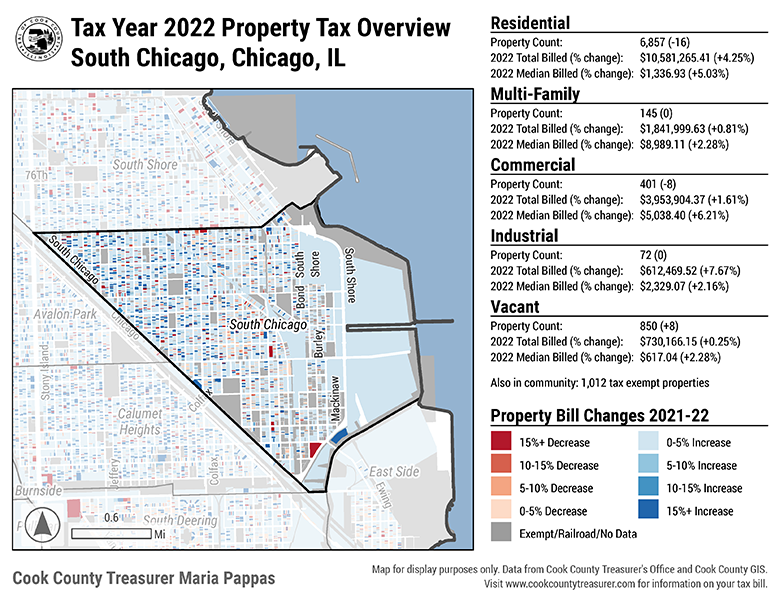 Tax Year 2022 Property Tax Overview
South Chicago, Chicago, IL
South Shore
76Th
Shore
South Chicago
Bond
South Shore
South Shore
Avalon Park
Chicago
South Chicago
Burley
Stony Island
Colfax
Mackinaw
Calumet Heights
Jeffery
Colfax
East Side
Ewing
Burnside
South Deering
0.6
Mi
Cook County Treasurer Maria Pappas
Residential
Property Count: 6,857 (-16)
2022 Total Billed (% change): $10,581,265.41 (+4.25%)
2022 Median Billed (% change): $1,336.93 (+5.03%)
Multi-Family
Property Count: 145 (0)
2022 Total Billed (% change): $1,841,999.63 (+0.81%)
2022 Median Billed (% change): $8,989.11 (+2.28%)
Commercial
Property Count: 401 (-8)
2022 Total Billed (% change): $3,953,904.37 (+1.61%)
2022 Median Billed (% change): $5,038.40 (+6.21%)
Industrial
Property Count: 72 (0)
2022 Total Billed (% change): $612,469.52 (+7.67%)
2022 Median Billed (% change): $2,329.07 (+2.16%)
Vacant
Property Count: 850 (+8)
2022 Total Billed (% change): $730,166.15 (+0.25%)
2022 Median Billed (% change): $617.04 (+2.28%)
Also in community: 1,012 tax exempt properties
Property Bill Changes 2021-22
15%+ Decrease
10-15% Decrease
5-10% Decrease
0-5% Decrease
Exempt/Railroad/No Data
0-5% Increase
5-10% Increase
10-15% Increase
15%+ Increase
Map for display purposes only. Data from Cook County Treasurer's Office and Cook County GIS.
Visit www.cookcountytreasurer.com for information on your tax bill.